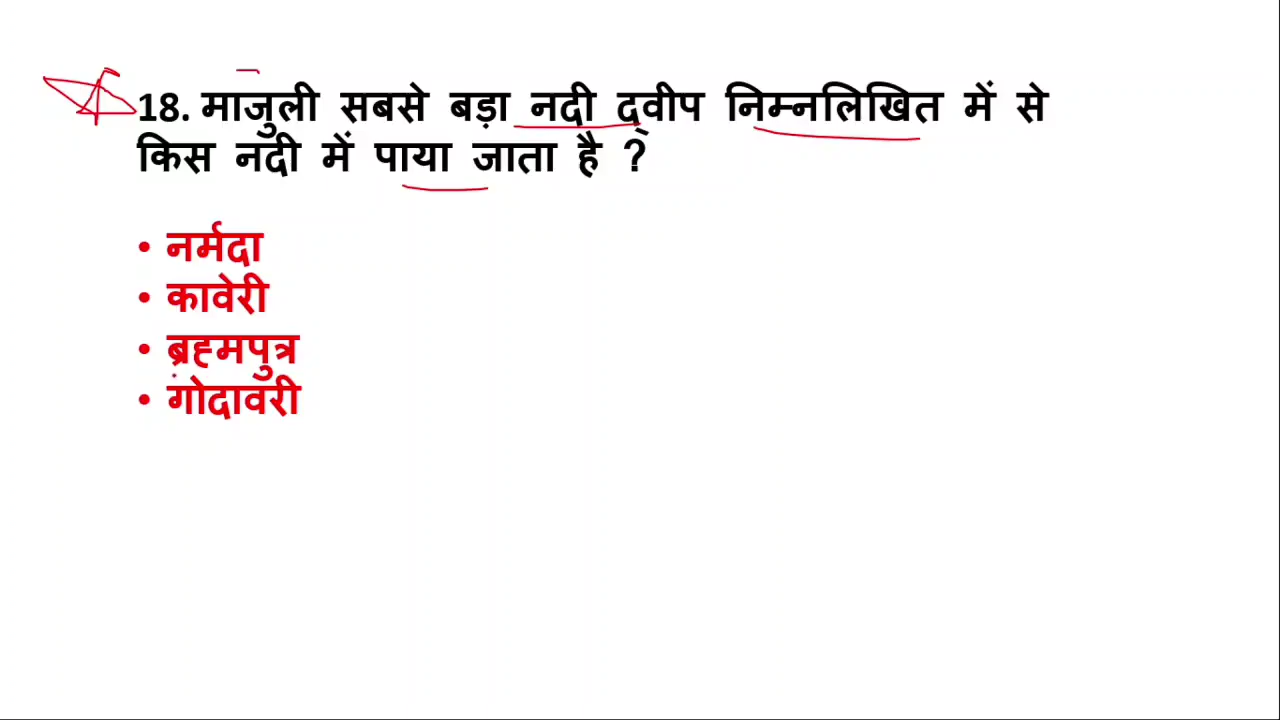 18. माजुली सबसे बड़ा नदी द्वीप निम्नलिखित में से
किस नदी में पाया जाता है ?
• नर्मदा
• कावेरी
• ब्रह्मपुत्र
• गोदावरी